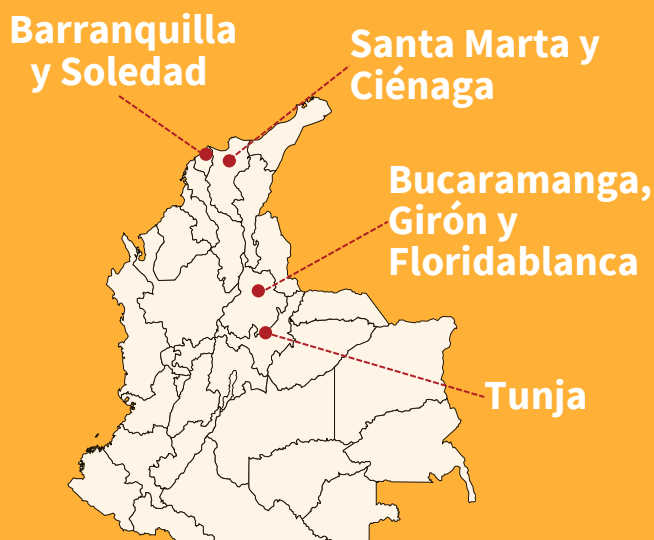 Barranquilla
y Soledad
Santa Marta y
Ciénaga
Bucaramanga,
Girón y
Floridablanca
Tunja